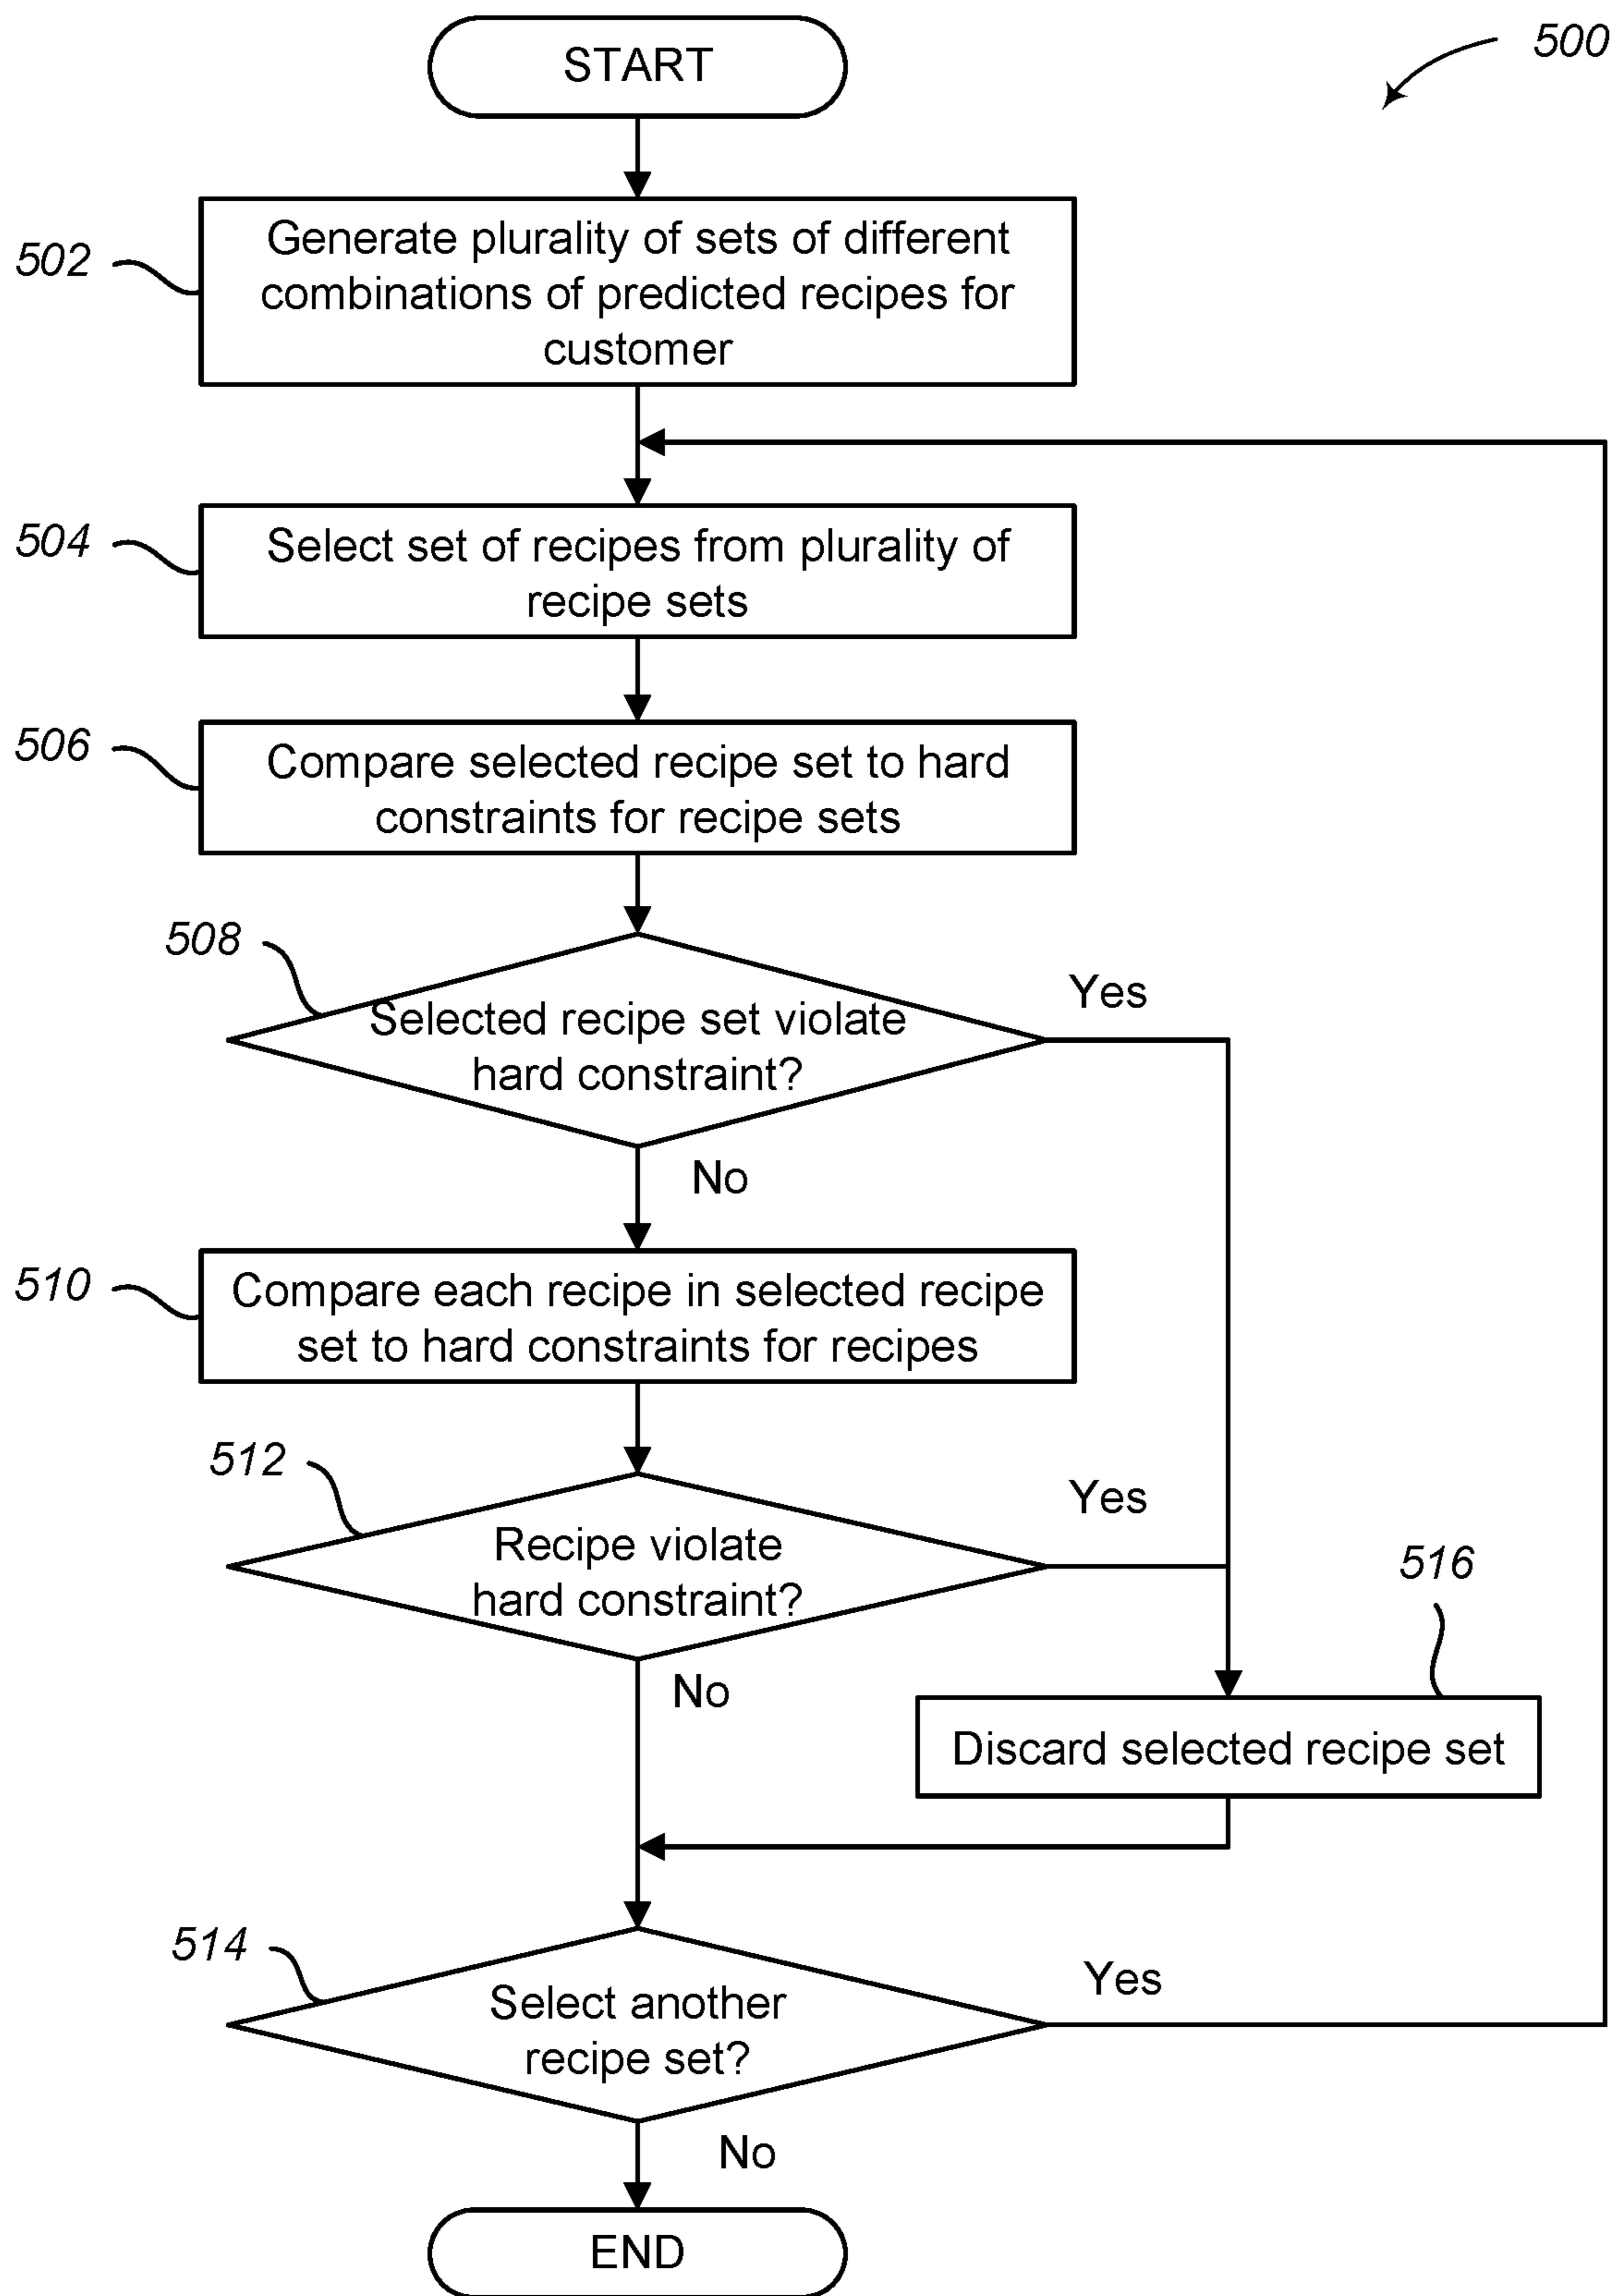 START
500
502
Generate plurality of sets of different
combinations of predicted recipes for
customer
504
Select set of recipes from plurality of
recipe sets
506
Compare selected recipe set to hard
constraints for recipe sets
508
Selected recipe set violate
hard constraint?
Yes
No
510
Compare each recipe in selected recipe
set to hard constraints for recipes
512
Recipe violate
hard constraint?
Yes
No
516
Discard selected recipe set
514
Select another
recipe set?
Yes
No
END